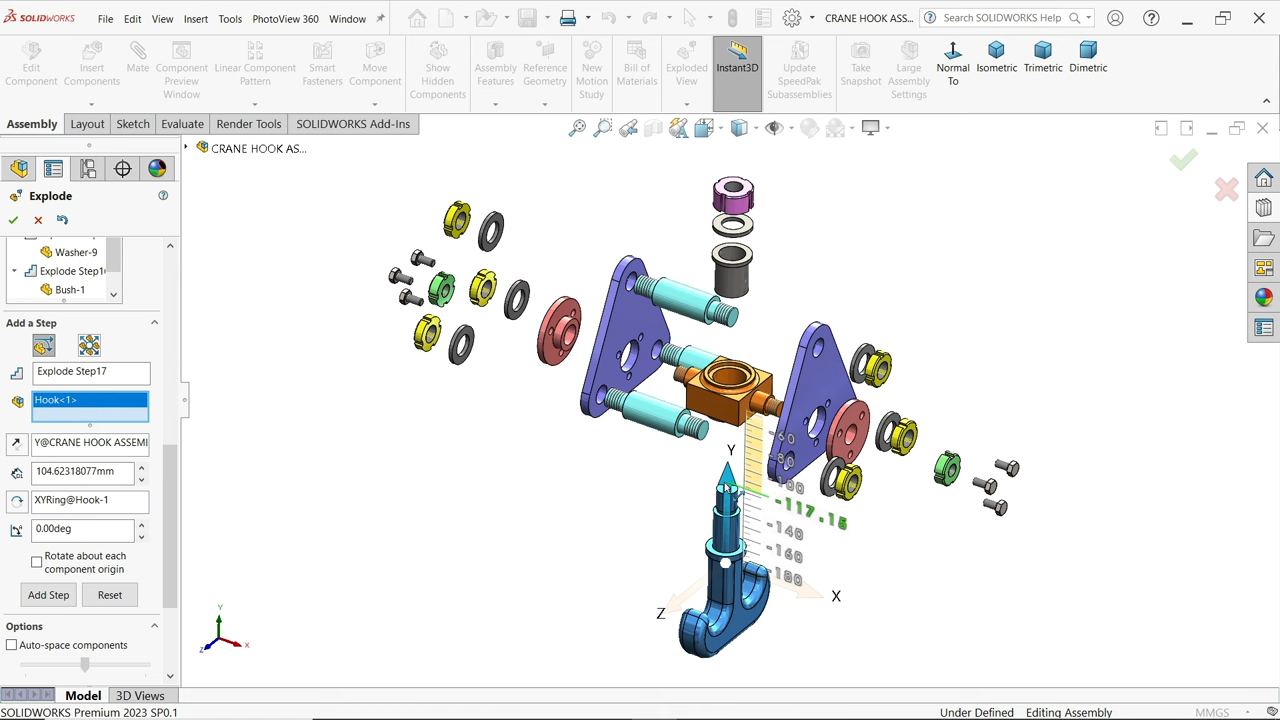 SOLIDWORKS File Edit View Insert Tools PhotoView 360 Window CRANE HOOK ASS... Search SOLIDWORKS Help
Edit Component
Insert Components
Mate
Component Preview Window
Linear Component Pattern
Smart Fasteners
Move Component
Show Hidden Components
Assembly Features
Reference Geometry
New Motion Study
Bill of Materials
Exploded View
Instant3D
Update SpeedPak Subassemblies
Take Snapshot
Large Assembly Settings
Normal To
Isometric
Trimetric
Dimetric
Assembly Layout Sketch Evaluate Render Tools SOLIDWORKS Add-Ins
CRANE HOOK AS...
Explode
Washer-9
Explode Step16
Bush-1
Add a Step
Explode Step17
Hook<1>
Y@CRANE HOOK ASSEMI
104.62318077mm
XYRing@Hook-1
0.00deg
Rotate about each
component origin
Add Step Reset
Options
Auto-space components
Y
-60
-80
-100
-117.15
-140
-160
-180
X
Z
Y
X
Z
Model 3D Views
SOLIDWORKS Premium 2023 SP0.1 Under Defined Editing Assembly MMGS